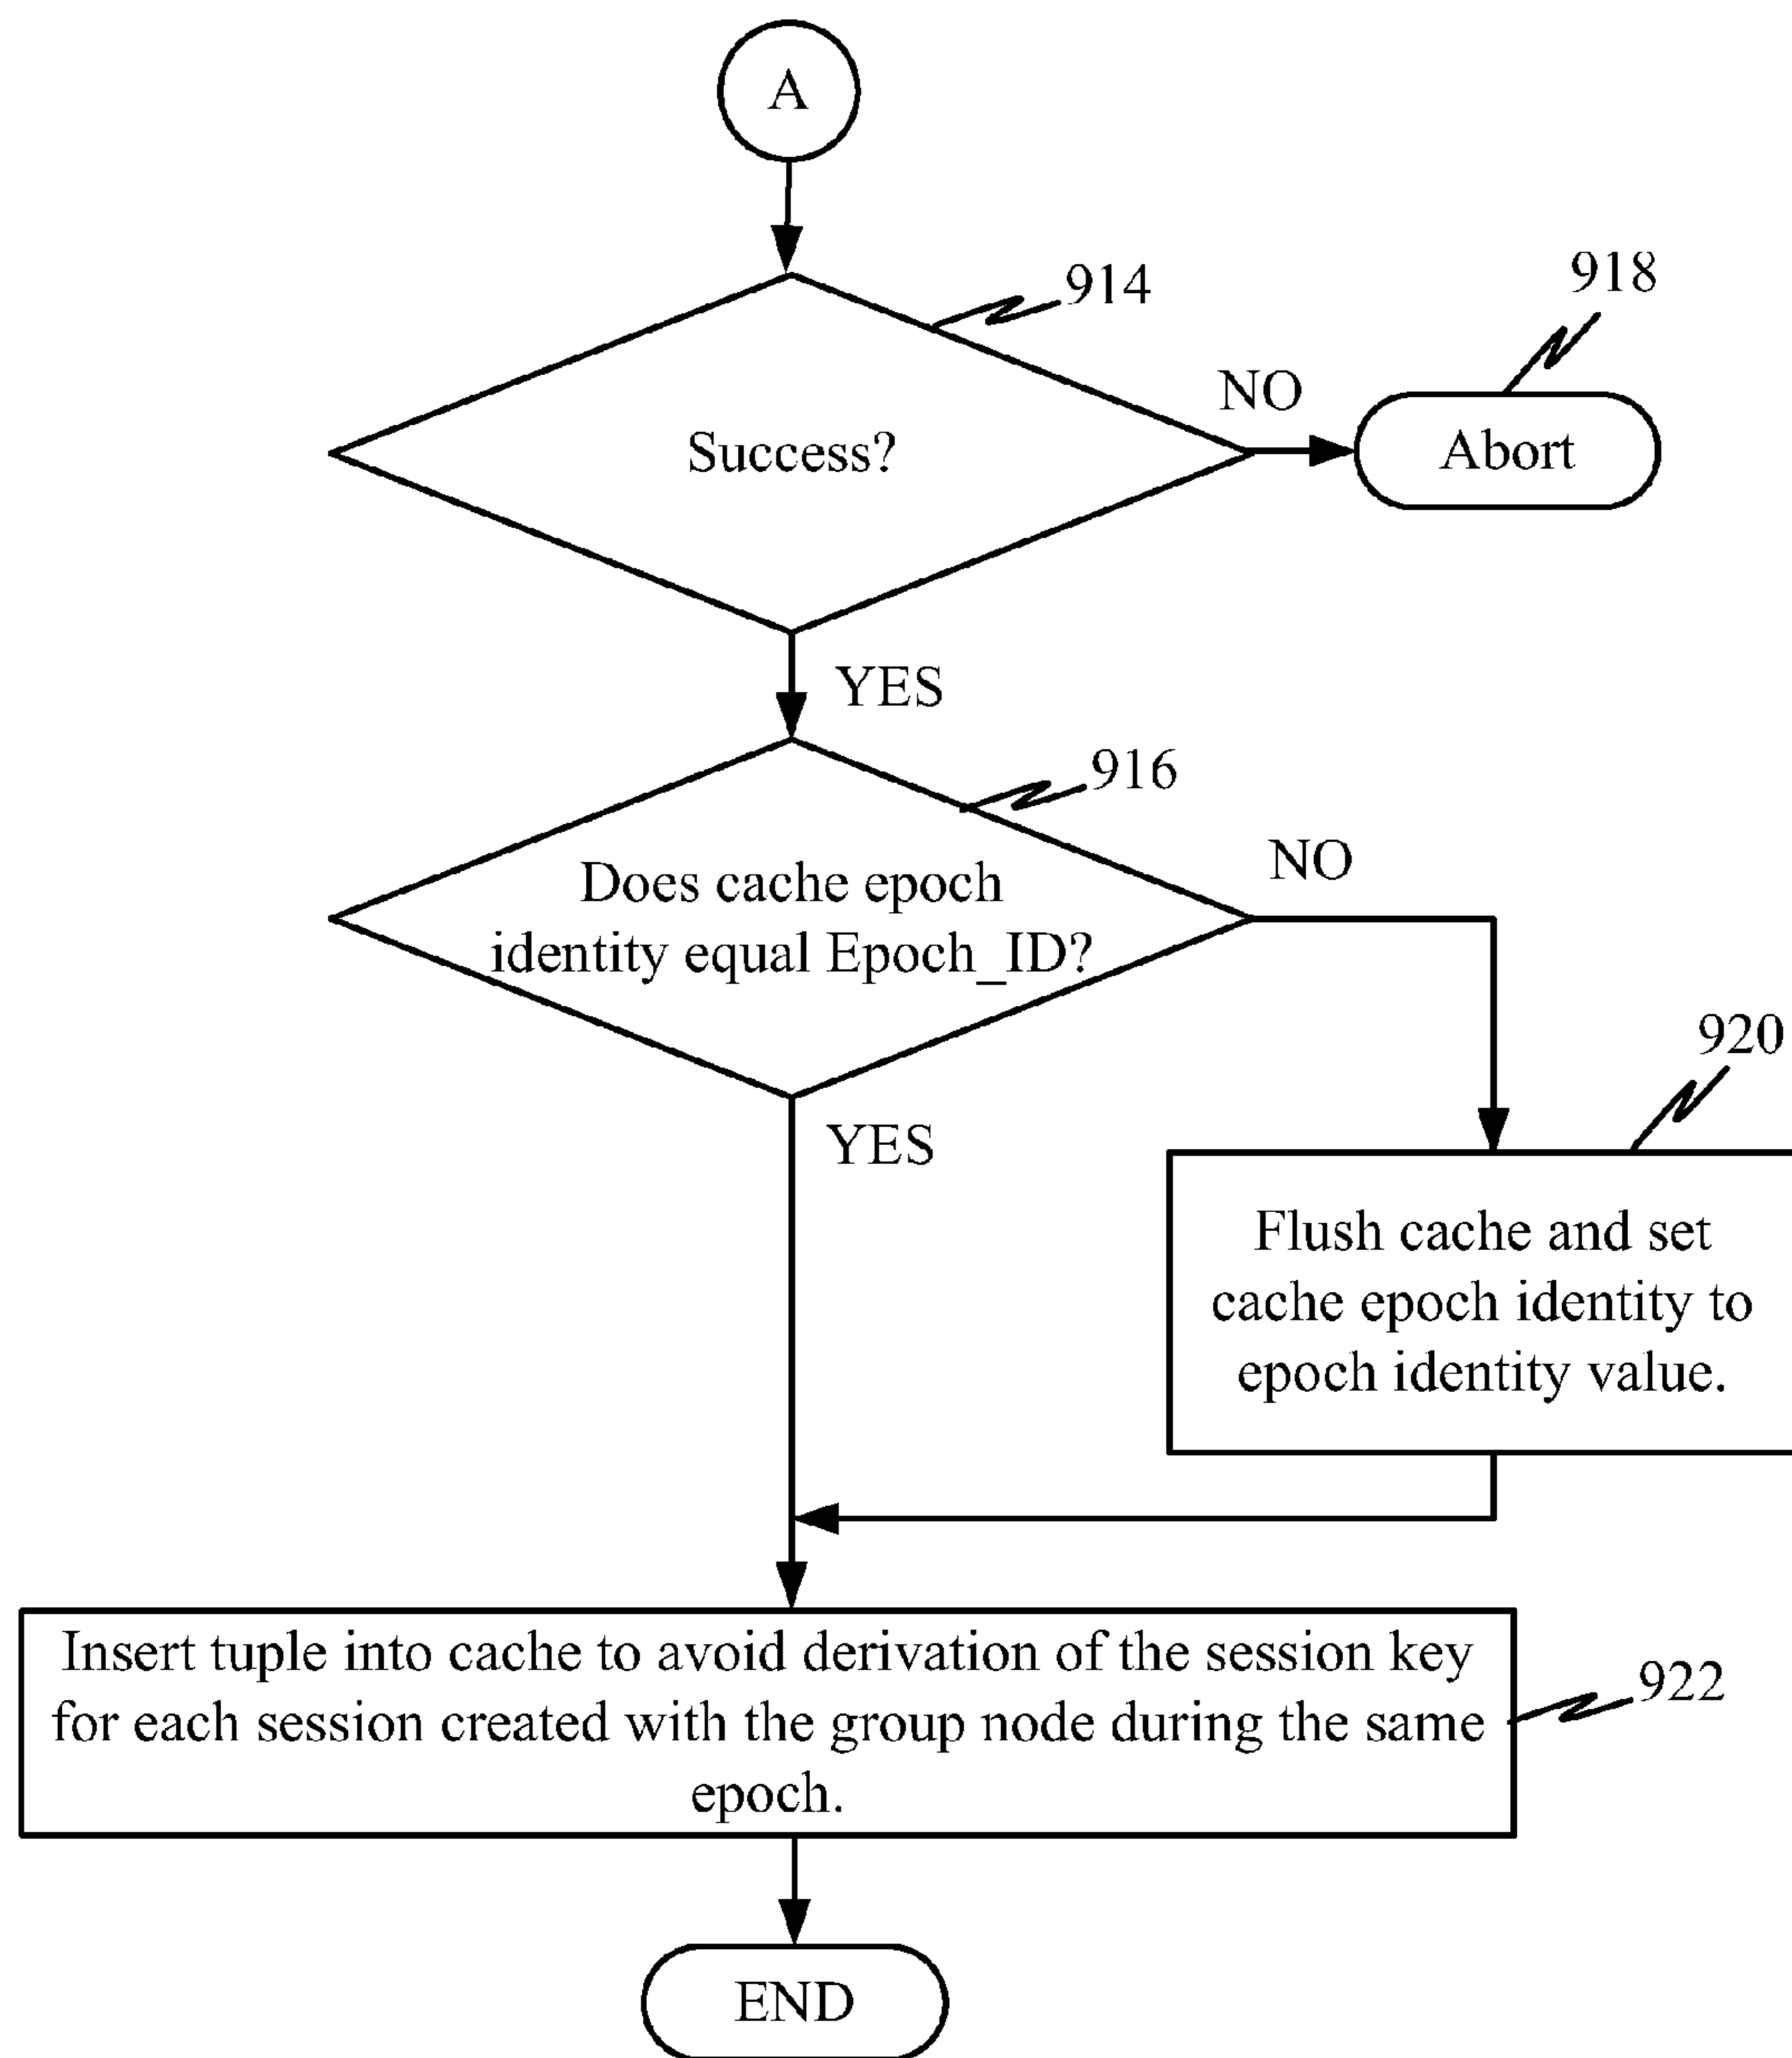 A
914
918
NO
Success?
Abort
YES
916
NO
Does cache epoch
identity equal Epoch_ID?
920
YES
Flush cache and set
cache epoch identity to
epoch identity value.
Insert tuple into cache to avoid derivation of the session key
for each session created with the group node during the same
epoch.
922
END